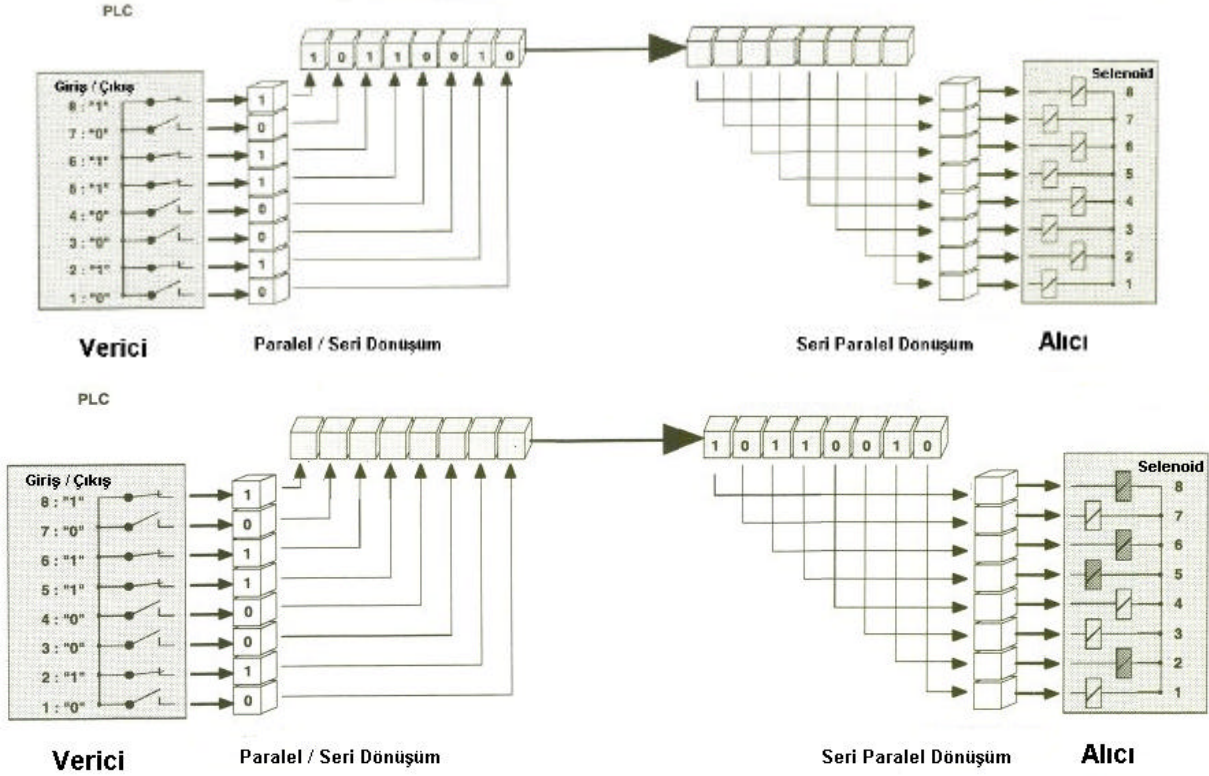 PLC
1 0 1 1 0 0 1 0
Giriş / Çıkış
8 : "1"
7 : "0"
6 : "1"
5 : "1"
4 : "0"
3 : "0"
2 : "1"
1 : "0"
1
0
1
1
0
0
1
0
Selenoid
8
7
6
5
4
3
2
1
Verici
Paralel / Seri Dönüşüm
Seri Paralel Dönüşüm
Alıcı
PLC
1 0 1 1 0 0 1 0
Giriş / Çıkış
8 : "1"
7 : "0"
6 : "1"
5 : "1"
4 : "0"
3 : "0"
2 : "1"
1 : "0"
1
0
1
1
0
0
1
0
Selenoid
8
7
6
5
4
3
2
1
Verici
Paralel / Seri Dönüşüm
Seri Paralel Dönüşüm
Alıcı